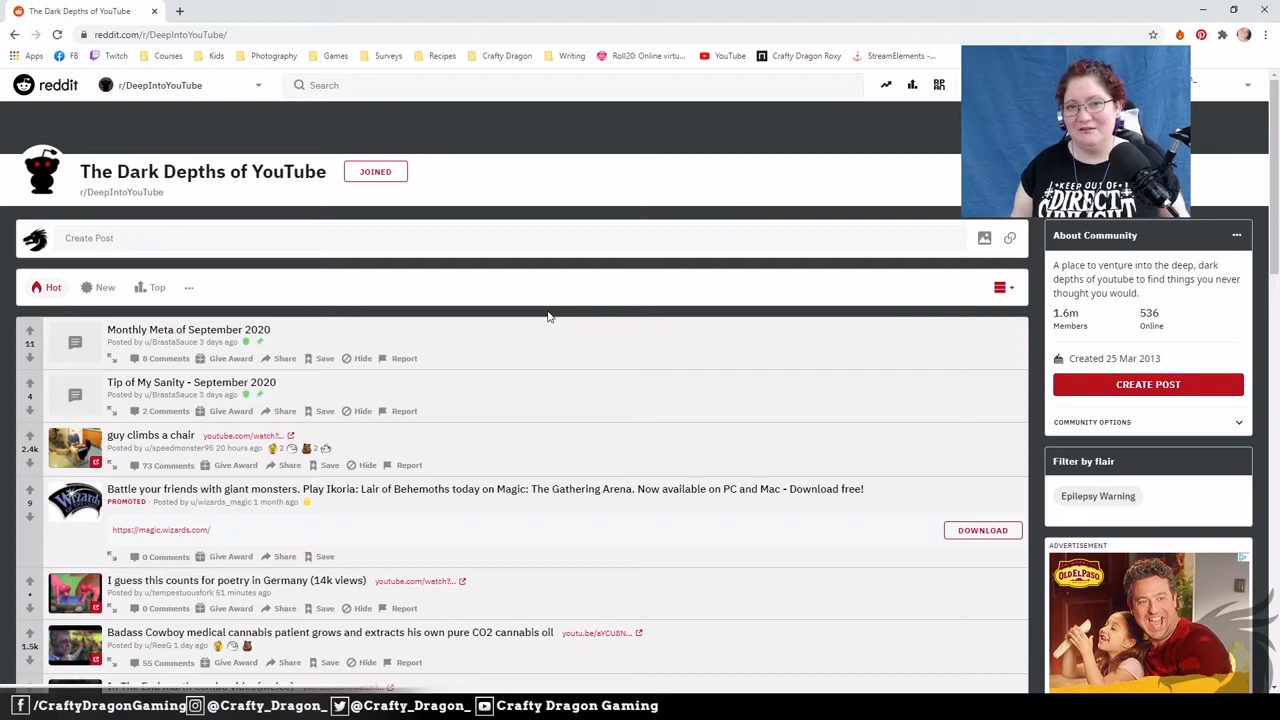 The Dark Depths of YouTube
reddit.com/r/DeepIntoYouTube/
Apps FB Twitch Courses Kids Photography Games Surveys Recipes Crafty Dragon Writing Roll20: Online virtu... YouTube Crafty Dragon Roxy StreamElements -...
reddit r/DeepIntoYouTube Search
KEEP OUT OF
DIRECT
The Dark Depths of YouTube JOINED
r/DeepIntoYouTube
Create Post
Hot New Top
11
Monthly Meta of September 2020
Posted by u/BrastaSauce 3 days ago
8 Comments Give Award Share Save Hide Report
4
Tip of My Sanity - September 2020
Posted by u/BrastaSauce 3 days ago
2 Comments Give Award Share Save Hide Report
2.4k
guy climbs a chair youtube.com/watch?...
Posted by u/speedmonster95 20 hours ago 2 2
73 Comments Give Award Share Save Hide Report
9
Wizards
Battle your friends with giant monsters. Play Ikoria: Lair of Behemoths today on Magic: The Gathering Arena. Now available on PC and Mac - Download free!
PROMOTED · Posted by u/wizards_magic 1 month ago
https://magic.wizards.com/ DOWNLOAD
0 Comments Give Award Share Save
I guess this counts for poetry in Germany (14k views) youtube.com/watch?...
Posted by u/tempestuousfork 51 minutes ago
0 Comments Give Award Share Save Hide Report
1.5k
Badass Cowboy medical cannabis patient grows and extracts his own pure CO2 cannabis oil youtu.be/aYCU8N...
Posted by u/ReeG 1 day ago
55 Comments Give Award Share Save Hide Report
About Community
A place to venture into the deep, dark
depths of youtube to find things you never
thought you would.
1.6m 536
Members Online
Created 25 Mar 2013
CREATE POST
COMMUNITY OPTIONS
Filter by flair
Epilepsy Warning
ADVERTISEMENT
OLD EL PASO
/CraftyDragonGaming @Crafty_Dragon_ @Crafty_Dragon_ Crafty Dragon Gaming